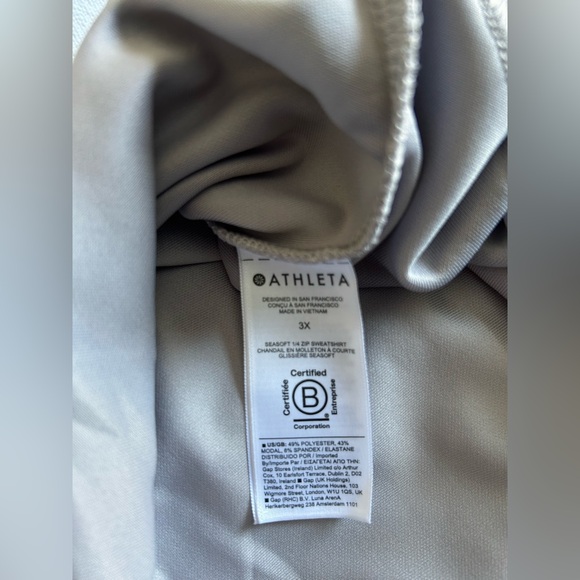 ATHLETA
DESIGNED IN SAN FRANCISCO
CONÇU À SAN FRANCISCO
MADE IN VIETNAM
3X
SEASOFT 1/4 ZIP SWEATSHIRT
CHANDAIL EN MOLLETON À COURTE
GLISSIÈRE SEASOFT
Certified
Certifiée
B
Entreprise
Corporation
■ US/GB: 49% POLYESTER, 43%
MODAL, 8% SPANDEX / ELASTANE
DISTRIBUIDO POR / Imported
By/Importe Par / ΕΙΣΑΓΕΤΑΙ ΑΠΟ ΤΗΝ:
Gap Stores (Ireland) Limited c/o Arthur
Cox, 10 Earlsfort Terrace, Dublin 2, D02
T380, Ireland ■ Gap (UK Holdings)
Limited, 2nd Floor Nations House, 103
Wigmore Street, London, W1U 1QS, UK
■ Gap (RHC) B.V. Luna ArenA
Herikerbergweg 238 Amsterdam 1101